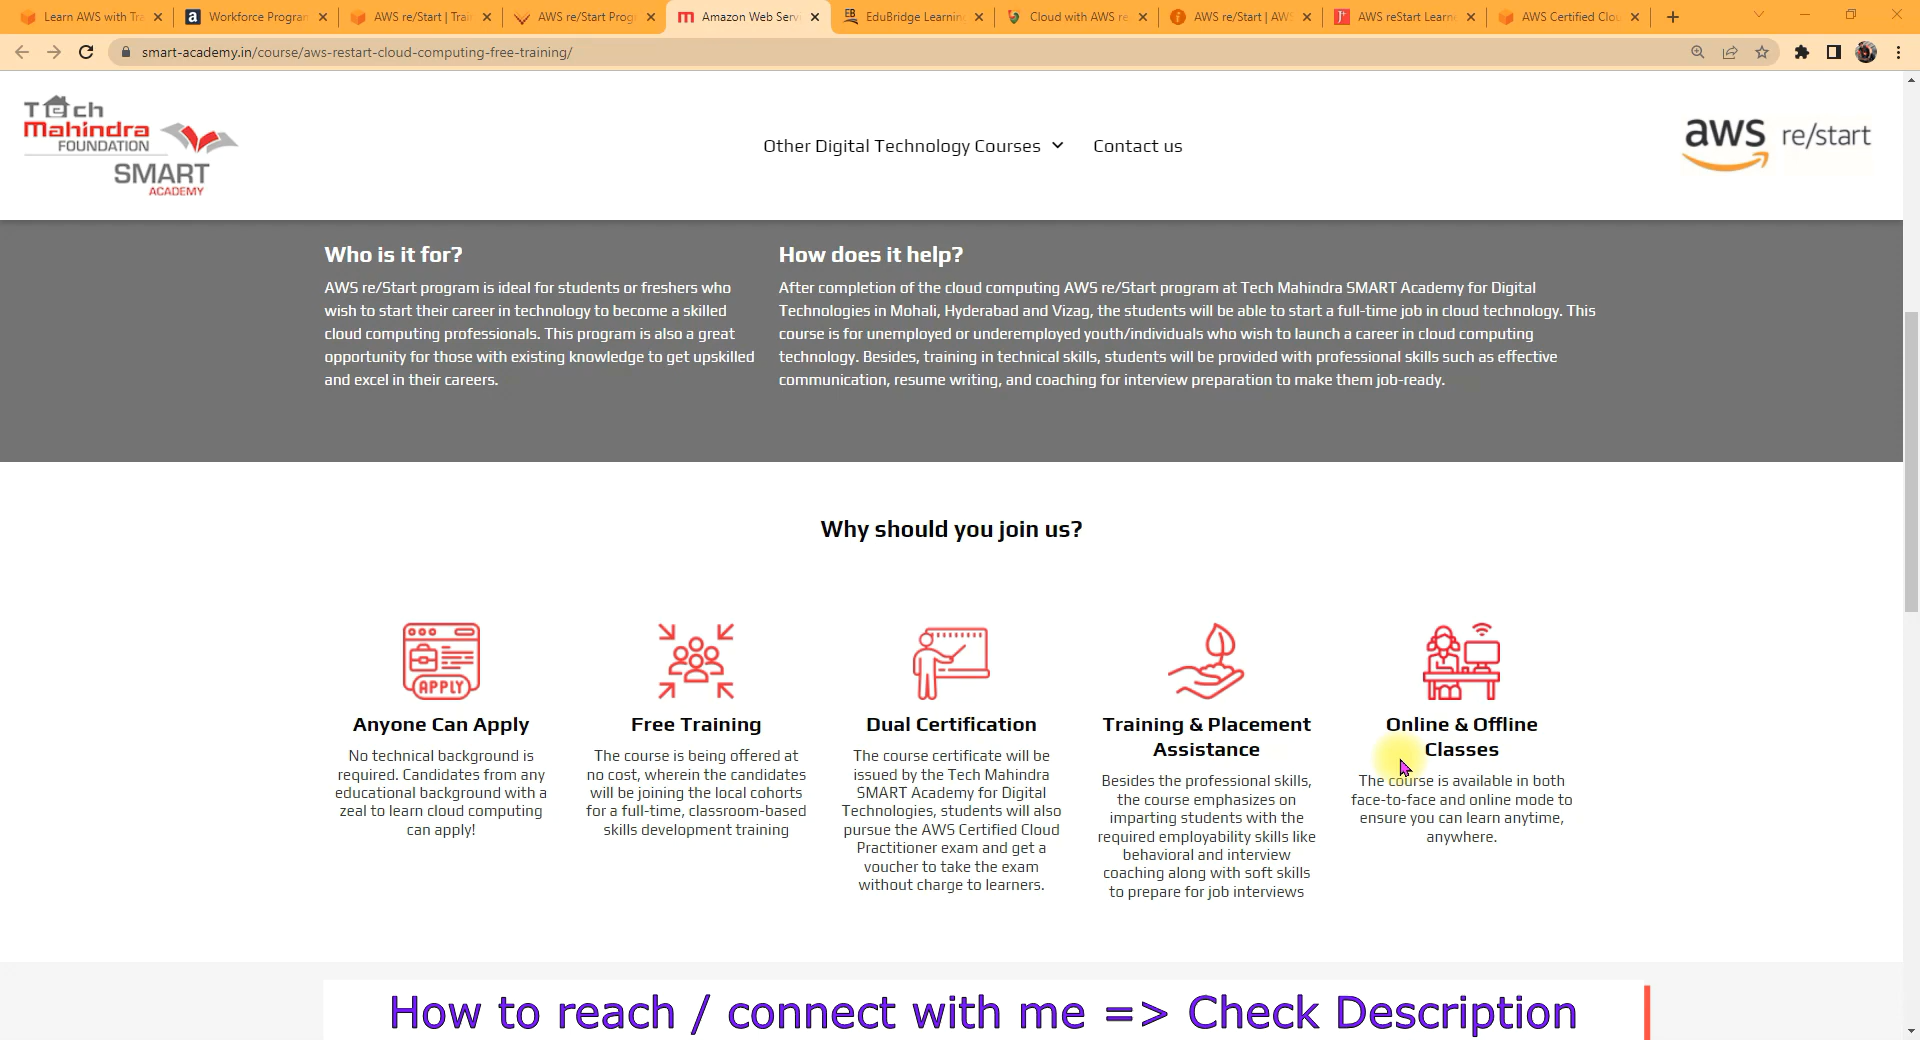 Learn AWS with Tra
Workforce Program
AWS re/Start | Train
AWS re/Start Prog
Amazon Web Servi
EduBridge Learning
Cloud with AWS re
AWS re/Start | AWS
AWS reStart Learn
AWS Certified Clou
smart-academy.in/course/aws-restart-cloud-computing-free-training/
Tech
Mahindra
FOUNDATION
SMART
ACADEMY
Other Digital Technology Courses
Contact us
aws re/start
Who is it for?
AWS re/Start program is ideal for students or freshers who
wish to start their career in technology to become a skilled
cloud computing professionals. This program is also a great
opportunity for those with existing knowledge to get upskilled
and excel in their careers.
How does it help?
After completion of the cloud computing AWS re/Start program at Tech Mahindra SMART Academy for Digital
Technologies in Mohali, Hyderabad and Vizag, the students will be able to start a full-time job in cloud technology. This
course is for unemployed or underemployed youth/individuals who wish to launch a career in cloud computing
technology. Besides, training in technical skills, students will be provided with professional skills such as effective
communication, resume writing, and coaching for interview preparation to make them job-ready.
Why should you join us?
APPLY
Anyone Can Apply
No technical background is
required. Candidates from any
educational background with a
zeal to learn cloud computing
can apply!
Free Training
The course is being offered at
no cost, wherein the candidates
will be joining the local cohorts
for a full-time, classroom-based
skills development training
Dual Certification
The course certificate will be
issued by the Tech Mahindra
SMART Academy for Digital
Technologies, students will also
pursue the AWS Certified Cloud
Practitioner exam and get a
voucher to take the exam
without charge to learners.
Training & Placement
Assistance
Besides the professional skills,
the course emphasizes on
imparting students with the
required employability skills like
behavioral and interview
coaching along with soft skills
to prepare for job interviews
Online & Offline
Classes
The course is available in both
face-to-face and online mode to
ensure you can learn anytime,
anywhere.
How to reach / connect with me => Check Description